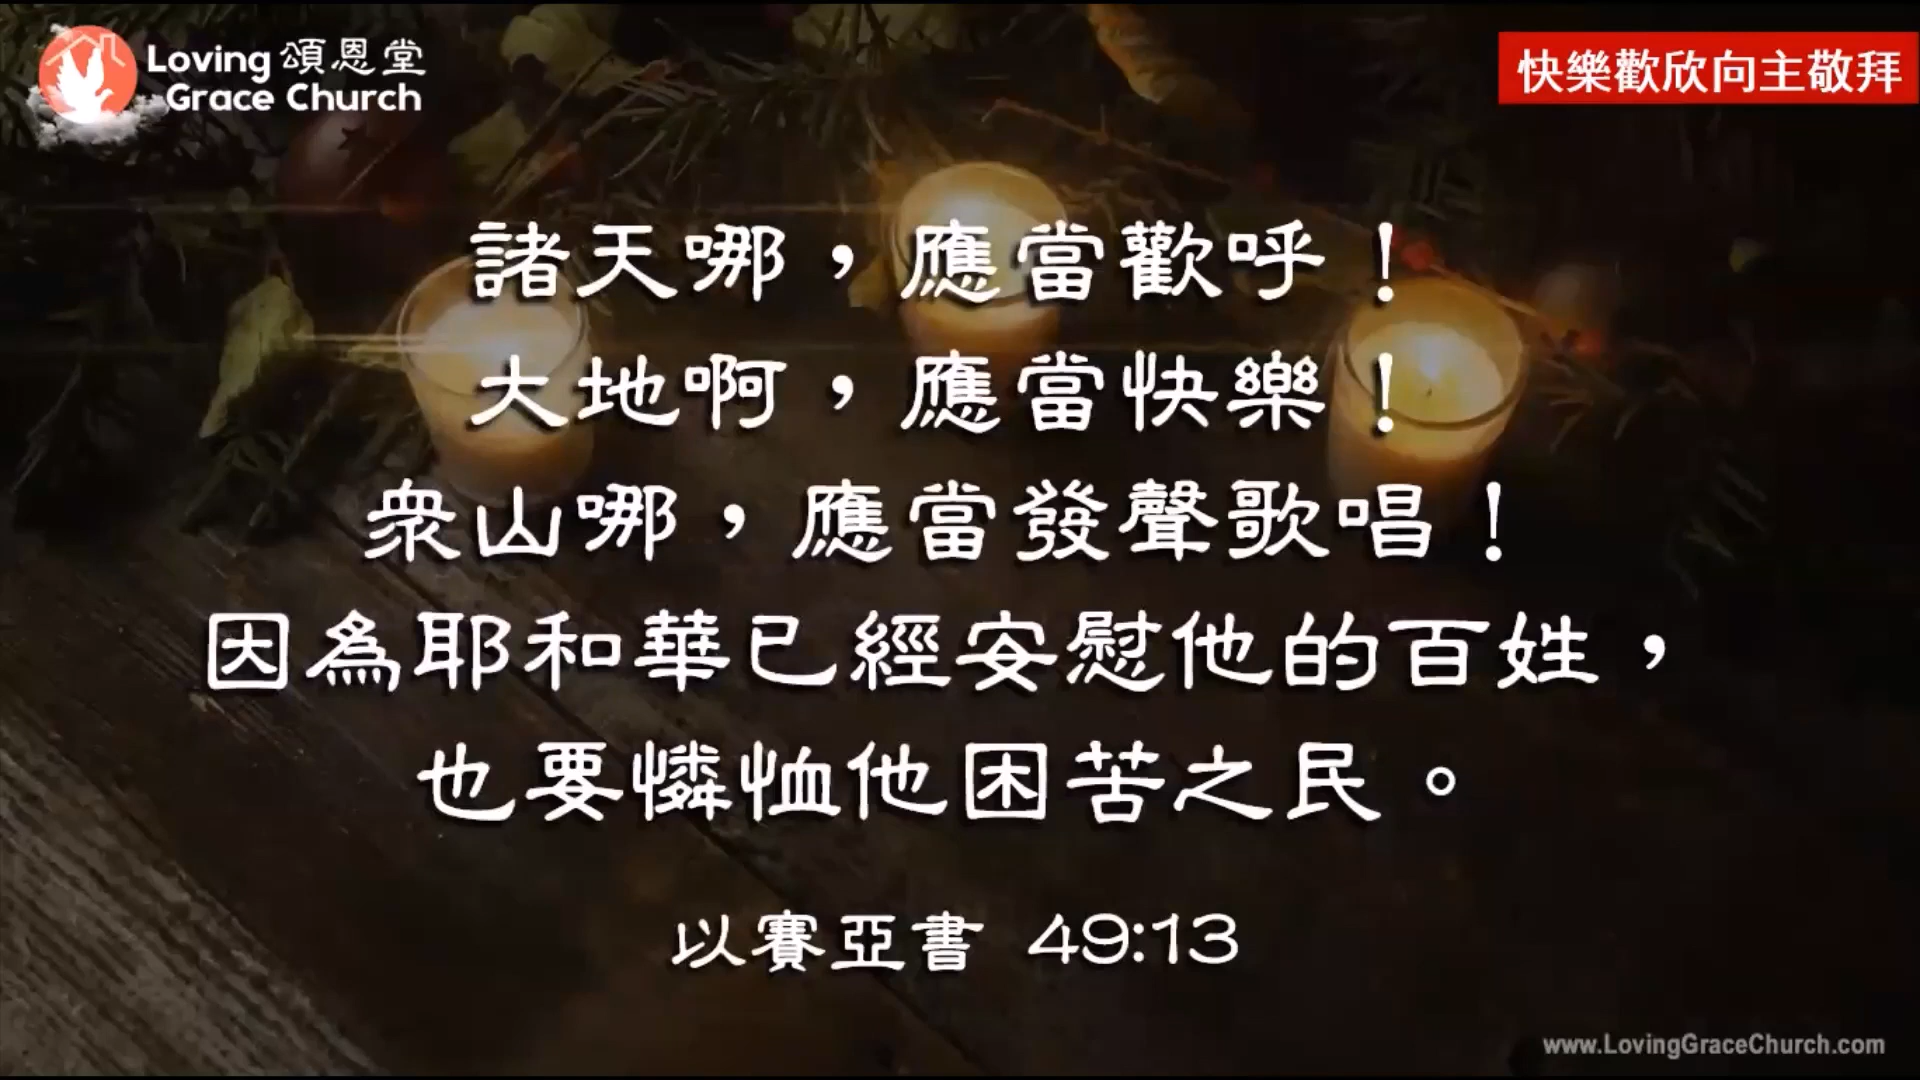 Loving 頌恩堂
Grace Church
快樂歡欣向主敬拜
諸天哪，應當歡呼！
大地啊，應當快樂！
眾山哪，應當發聲歌唱！
因為耶和華已經安慰他的百姓，
也要憐恤他困苦之民。
以賽亞書 49:13
www.LovingGraceChurch.com